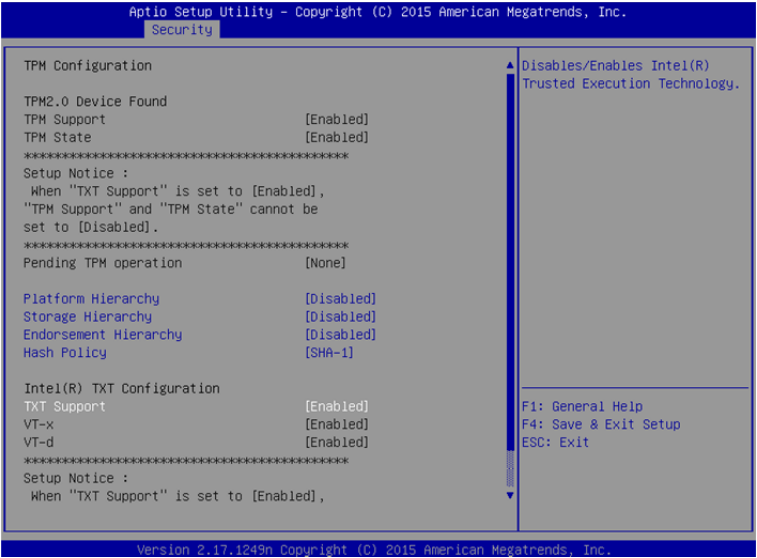 Aptio Setup Utility – Copyright (C) 2015 American Megatrends, Inc.
Security
TPM Configuration
TPM2.0 Device Found
TPM Support [Enabled]
TPM State [Enabled]
**********************************************
Setup Notice :
When "TXT Support" is set to [Enabled],
"TPM Support" and "TPM State" cannot be
set to [Disabled].
**********************************************
Pending TPM operation [None]
Platform Hierarchy [Disabled]
Storage Hierarchy [Disabled]
Endorsement Hierarchy [Disabled]
Hash Policy [SHA-1]
Intel(R) TXT Configuration
TXT Support [Enabled]
VT-x [Enabled]
VT-d [Enabled]
**********************************************
Setup Notice :
When "TXT Support" is set to [Enabled],
Disables/Enables Intel(R)
Trusted Execution Technology.
F1: General Help
F4: Save & Exit Setup
ESC: Exit
Version 2.17.1249n Copyright (C) 2015 American Megatrends, Inc.